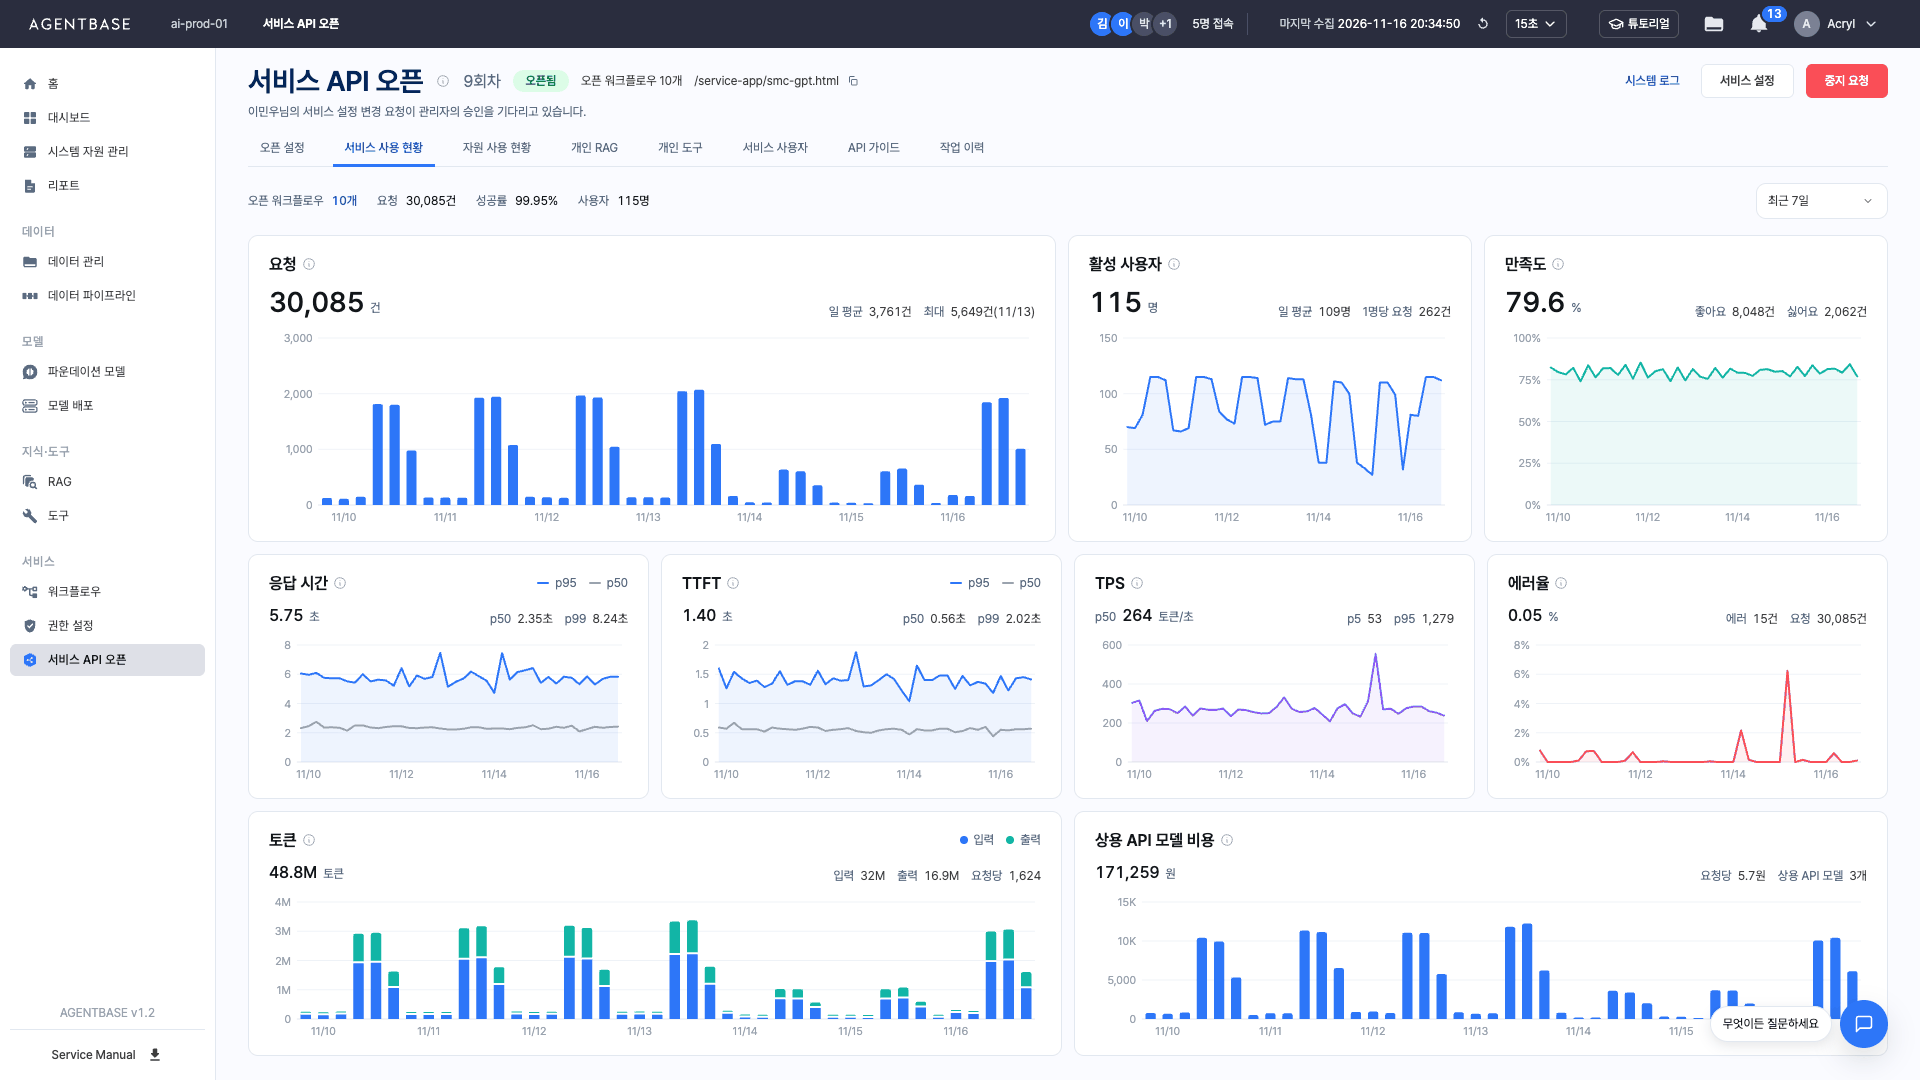 AGENTBASE
ai-prod-01
서비스 API 오픈
김 이 박 +1
5명 접속
마지막 수집 2026-11-16 20:34:50
15초
튜토리얼
13
A
Acryl
홈
대시보드
시스템 자원 관리
리포트
데이터
데이터 관리
데이터 파이프라인
모델
파운데이션 모델
모델 배포
지식·도구
RAG
도구
서비스
워크플로우
권한 설정
서비스 API 오픈
AGENTBASE v1.2
Service Manual
서비스 API 오픈
9회차
오픈됨
오픈 워크플로우 10개
/service-app/smc-gpt.html
시스템 로그
서비스 설정
중지 요청
이민우님의 서비스 설정 변경 요청이 관리자의 승인을 기다리고 있습니다.
오픈 설정
서비스 사용 현황
자원 사용 현황
개인 RAG
개인 도구
서비스 사용자
API 가이드
작업 이력
오픈 워크플로우 10개
요청 30,085건
성공률 99.95%
사용자 115명
최근 7일
요청
30,085 건
일 평균 3,761건 최대 5,649건(11/13)
3,000
2,000
1,000
0
11/10 11/11 11/12 11/13 11/14 11/15 11/16
활성 사용자
115 명
일 평균 109명 1명당 요청 262건
150
100
50
0
11/10 11/12 11/14 11/16
만족도
79.6 %
좋아요 8,048건 싫어요 2,062건
100%
75%
50%
25%
0%
11/10 11/12 11/14 11/16
응답 시간
p95 p50
5.75 초
p50 2.35초 p99 8.24초
8
6
4
2
0
11/10 11/12 11/14 11/16
TTFT
p95 p50
1.40 초
p50 0.56초 p99 2.02초
2
1.5
1
0.5
0
11/10 11/12 11/14 11/16
TPS
p50 264 토큰/초
p5 53 p95 1,279
600
400
200
0
11/10 11/12 11/14 11/16
에러율
0.05 %
에러 15건 요청 30,085건
8%
6%
4%
2%
0%
11/10 11/12 11/14 11/16
토큰
입력 출력
48.8M 토큰
입력 32M 출력 16.9M 요청당 1,624
4M
3M
2M
1M
0
11/10 11/11 11/12 11/13 11/14 11/15 11/16
상용 API 모델 비용
171,259 원
요청당 5.7원 상용 API 모델 3개
15K
10K
5,000
0
11/10 11/11 11/12 11/13 11/14 11/15
무엇이든 질문하세요